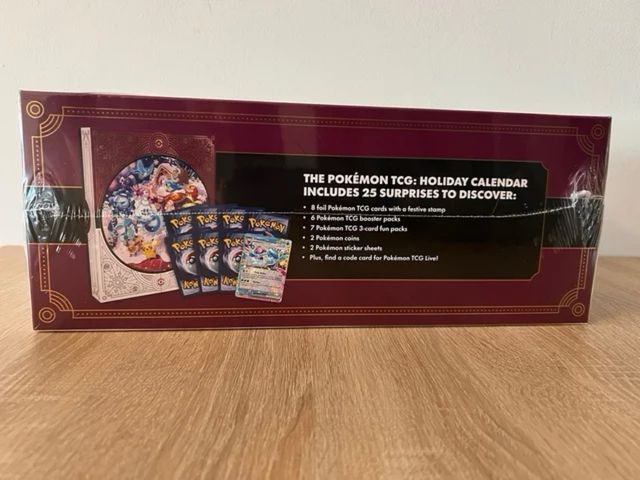 THE POKÉMON TCG: HOLIDAY CALENDAR
INCLUDES 25 SURPRISES TO DISCOVER:
• 8 foil Pokémon TCG cards with a festive stamp
• 6 Pokémon TCG booster packs
• 7 Pokémon TCG 3-card fun packs
• 2 Pokémon coins
• 2 Pokémon sticker sheets
• Plus, find a code card for Pokémon TCG Live!
POKÉMON